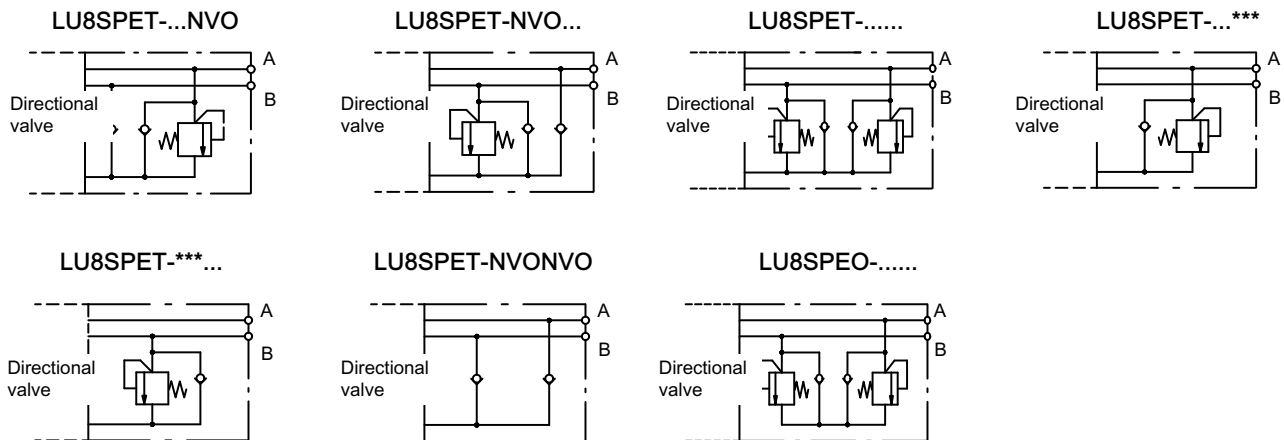 LU8SPET-...NVO
LU8SPET-NVO...
LU8SPET-......
LU8SPET-...***
A
B
Directional
valve
A
B
Directional
valve
A
B
Directional
valve
A
B
Directional
valve
LU8SPET-***...
LU8SPET-NVONVO
LU8SPEO-......
A
B
Directional
valve
A
B
Directional
valve
A
B
Directional
valve